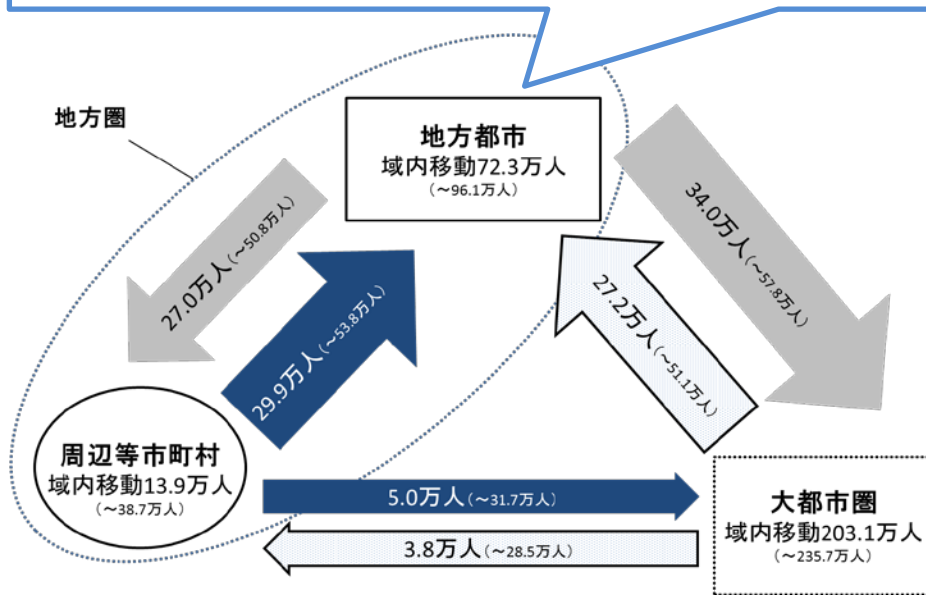 地方圏
地方都市
域内移動72.3万人
(～96.1万人)
27.0万人(～50.8万人)
29.9万人(～53.8万人)
27.2万人(～51.1万人)
34.0万人(～57.8万人)
周辺等市町村
域内移動13.9万人
(～38.7万人)
5.0万人(～31.7万人)
3.8万人(～28.5万人)
大都市圏
域内移動203.1万人
(～235.7万人)